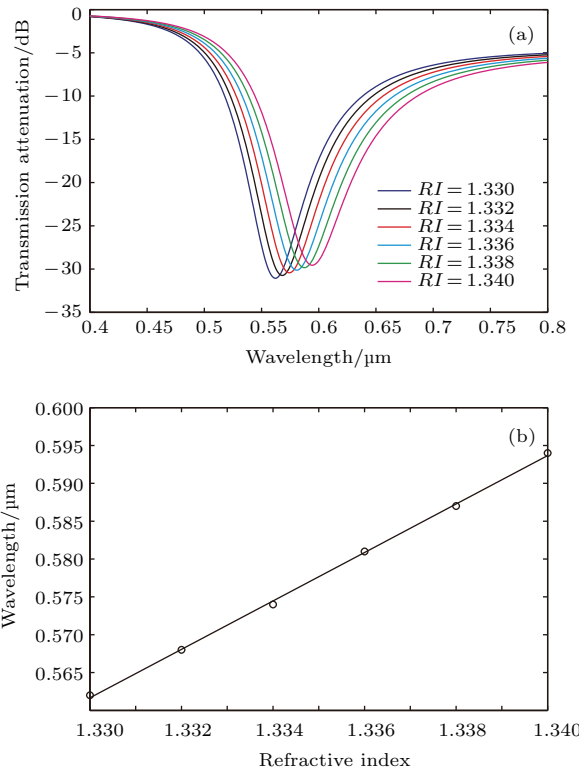 (a)
Transmission attenuation/dB
0
−5
−10
−15
−20
−25
−30
−35
RI=1.330
RI=1.332
RI=1.334
RI=1.336
RI=1.338
RI=1.340
0.4 0.45 0.5 0.55 0.6 0.65 0.7 0.75 0.8
Wavelength/µm
(b)
Wavelength/µm
0.600
0.595
0.590
0.585
0.580
0.575
0.570
0.565
1.330 1.332 1.334 1.336 1.338 1.340
Refractive index